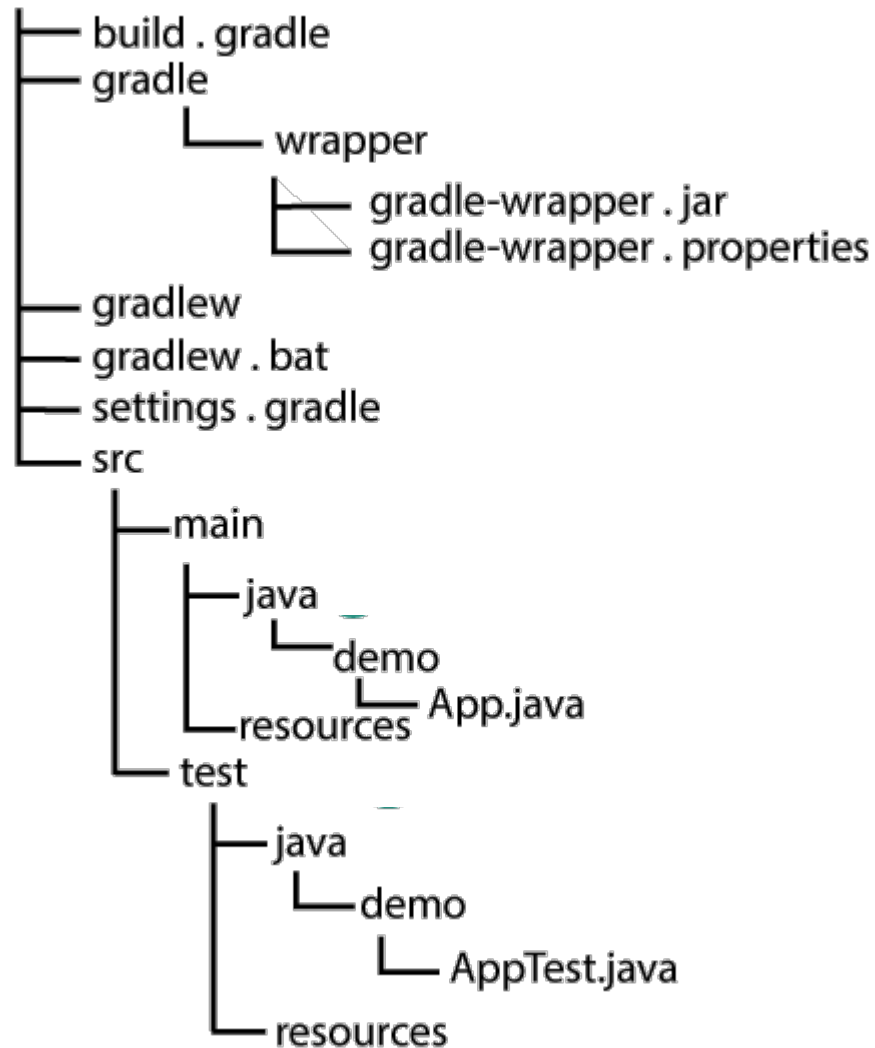 build . gradle
gradle
wrapper
gradle-wrapper . jar
gradle-wrapper . properties
gradlew
gradlew . bat
settings . gradle
src
main
java
demo
App.java
resources
test
java
demo
AppTest.java
resources